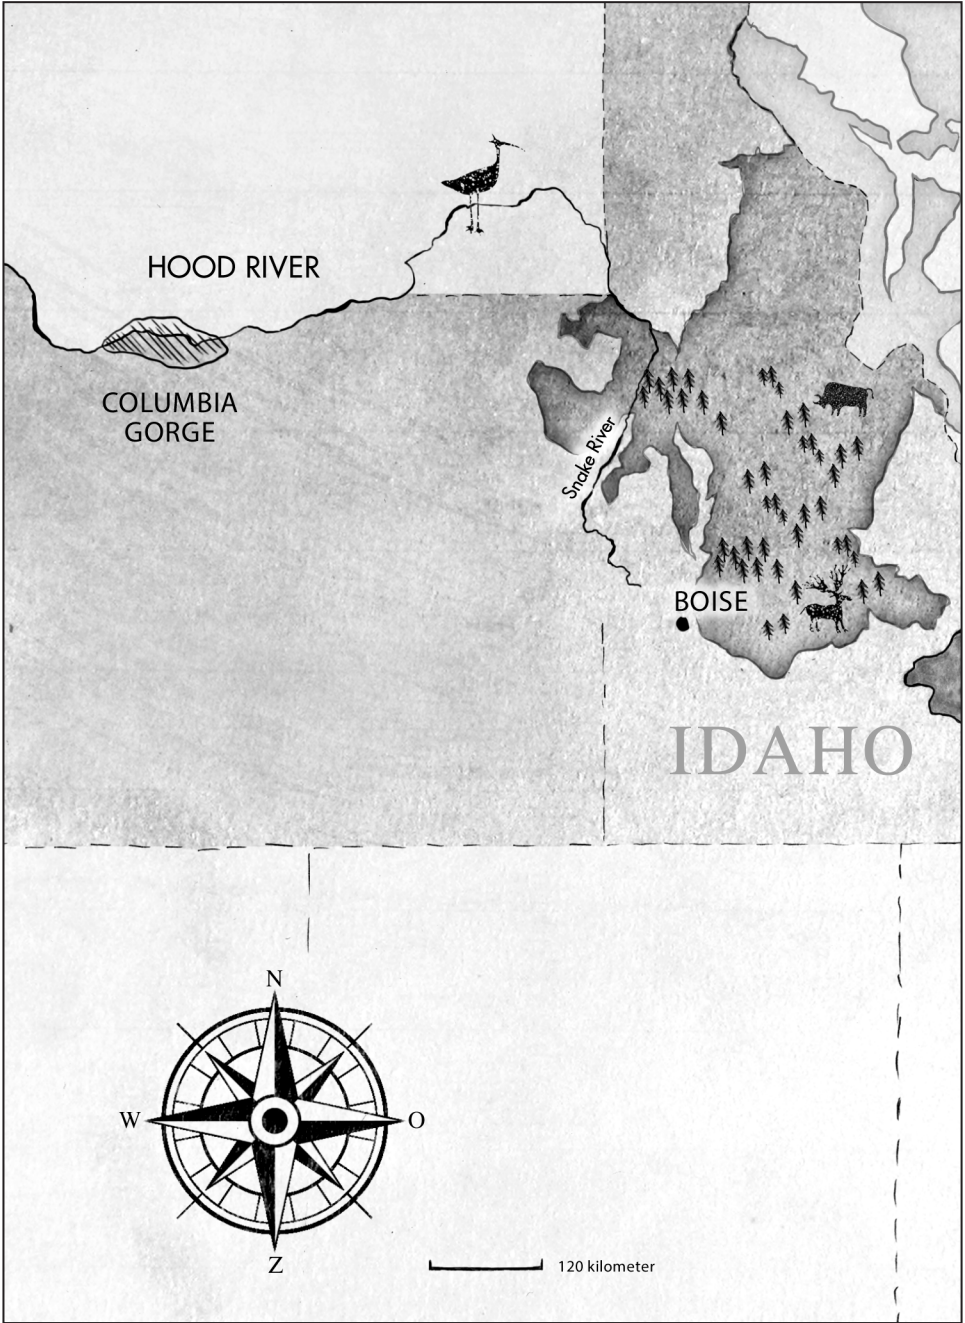 HOOD RIVER
COLUMBIA
GORGE
Snake River
BOISE
IDAHO
N
W
O
Z
120 kilometer